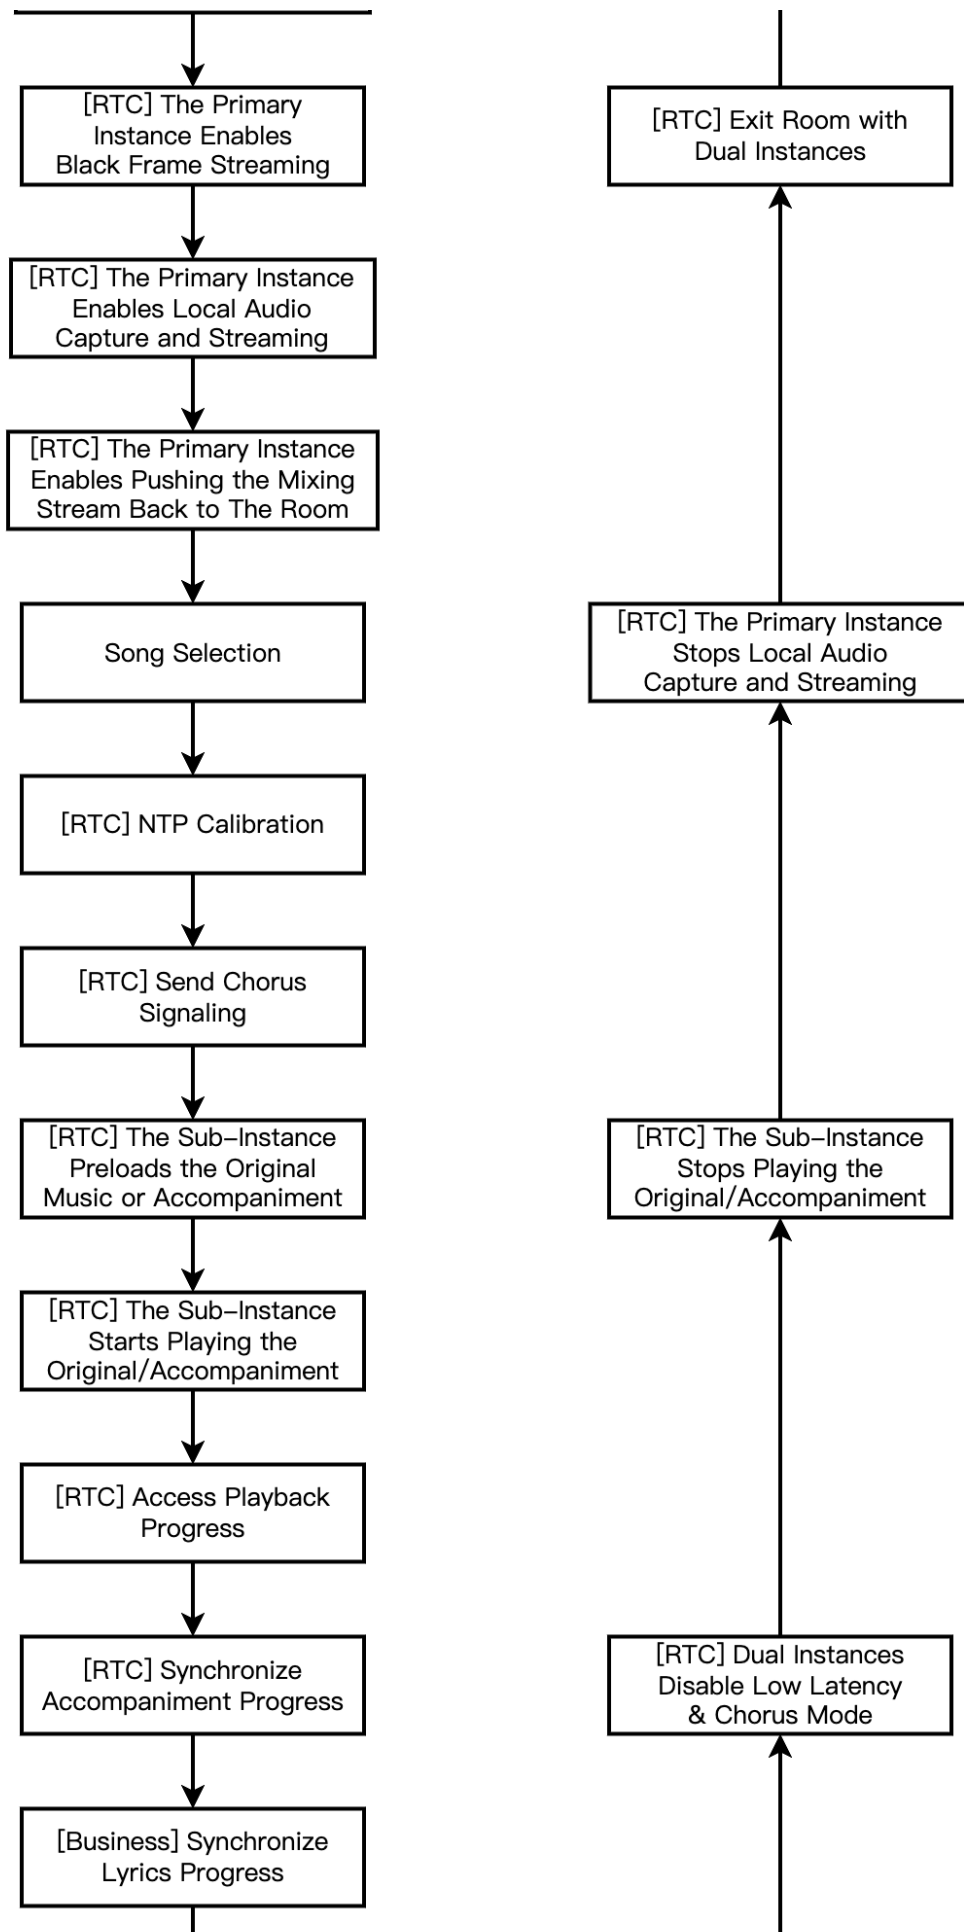 [RTC] The Primary
Instance Enables
Black Frame Streaming
[RTC] The Primary Instance
Enables Local Audio
Capture and Streaming
[RTC] The Primary Instance
Enables Pushing the Mixing
Stream Back to The Room
Song Selection
[RTC] NTP Calibration
[RTC] Send Chorus
Signaling
[RTC] The Sub-Instance
Preloads the Original
Music or Accompaniment
[RTC] The Sub-Instance
Starts Playing the
Original/Accompaniment
[RTC] Access Playback
Progress
[RTC] Synchronize
Accompaniment Progress
[Business] Synchronize
Lyrics Progress
[RTC] Exit Room with
Dual Instances
[RTC] The Primary Instance
Stops Local Audio
Capture and Streaming
[RTC] The Sub-Instance
Stops Playing the
Original/Accompaniment
[RTC] Dual Instances
Disable Low Latency
& Chorus Mode